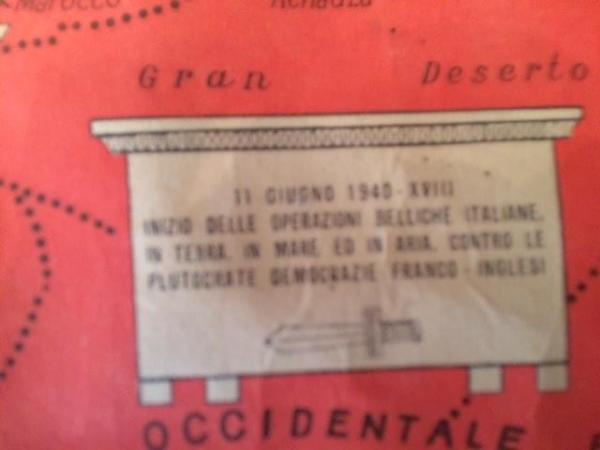 Marocco
Gran Deserto
11 GIUGNO 1940-XVIII
INIZIO DELLE OPERAZIONI BELLICHE ITALIANE,
IN TERRA, IN MARE ED IN ARIA, CONTRO LE
PLUTOCRATE DEMOCRAZIE FRANCO-INGLESI
OCCIDENTALE